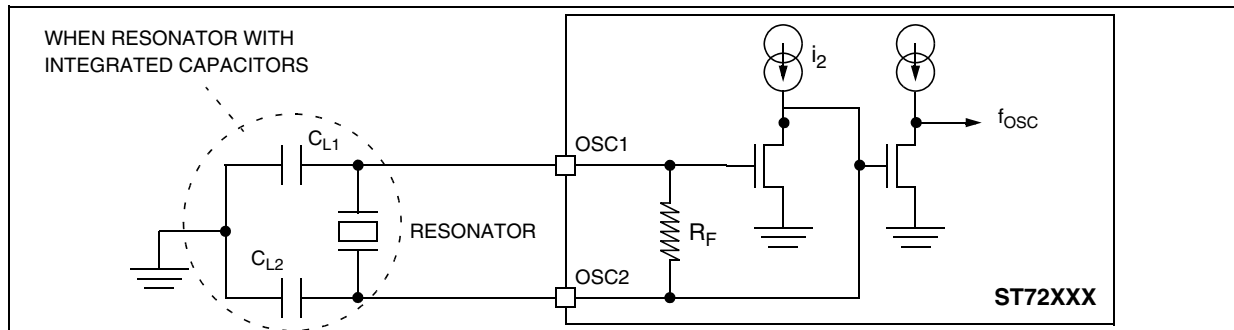 WHEN RESONATOR WITH
INTEGRATED CAPACITORS
i2
fOSC
CL1
OSC1
RESONATOR
RF
CL2
OSC2
ST72XXX